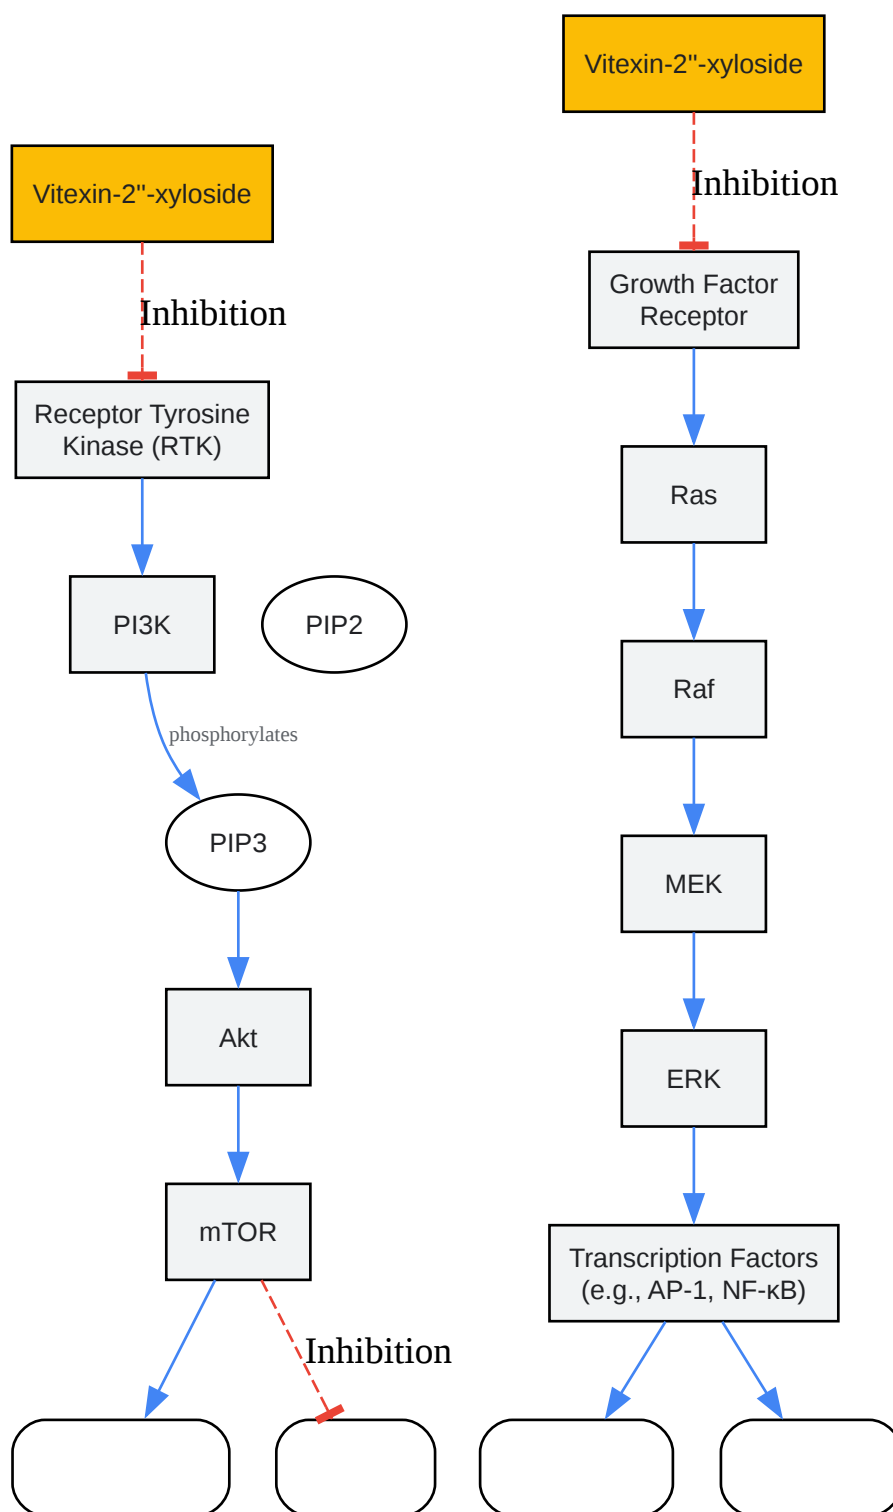 Vitexin-2"-xyloside
Inhibition
Receptor Tyrosine
Kinase (RTK)
PI3K
PIP2
phosphorylates
PIP3
Akt
mTOR
Inhibition
Vitexin-2"-xyloside
Inhibition
Growth Factor
Receptor
Ras
Raf
MEK
ERK
Transcription Factors
(e.g., AP-1, NF-κB)